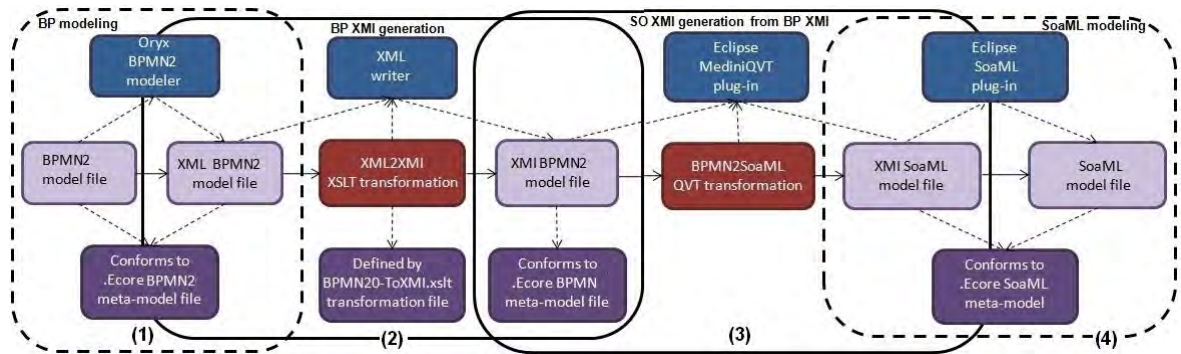 BP modeling
BP XMI generation
SO XMI generation from BP XMI
SoaML modeling
Oryx
BPMN2
modeler
XML
writer
Eclipse
MediniQVT
plug-in
Eclipse
SoaML
plug-in
BPMN2
model file
XML BPMN2
model file
XML2XMI
XSLT transformation
XMI BPMN2
model file
BPMN2SoaML
QVT transformation
XMI SoaML
model file
SoaML
model file
Conforms to
.Ecore BPMN2
meta-model file
Defined by
BPMN20-ToXMI.xslt
transformation file
Conforms to
.Ecore BPMN
meta-model file
Conforms to
.Ecore SoaML
meta-model
(1)
(2)
(3)
(4)